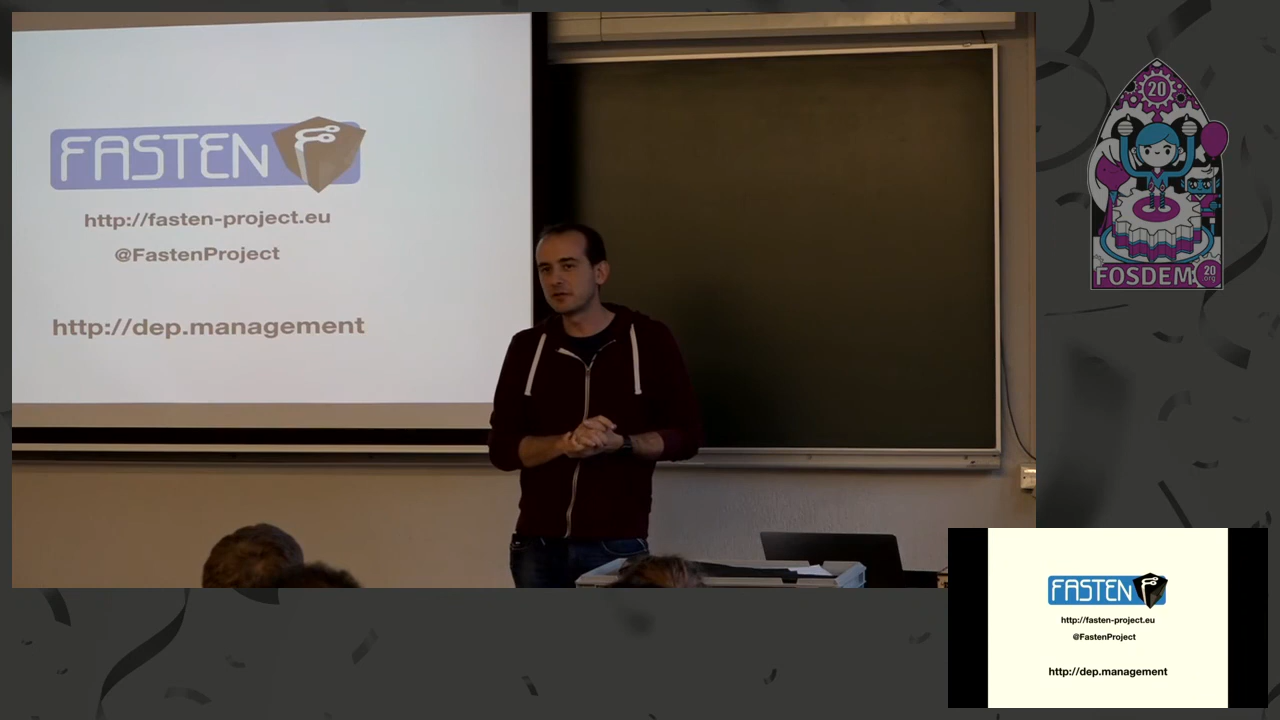 FASTEN
http://fasten-project.eu
@FastenProject
http://dep.management
20
FOSDEM
20
org
FASTEN
http://fasten-project.eu
@FastenProject
http://dep.management